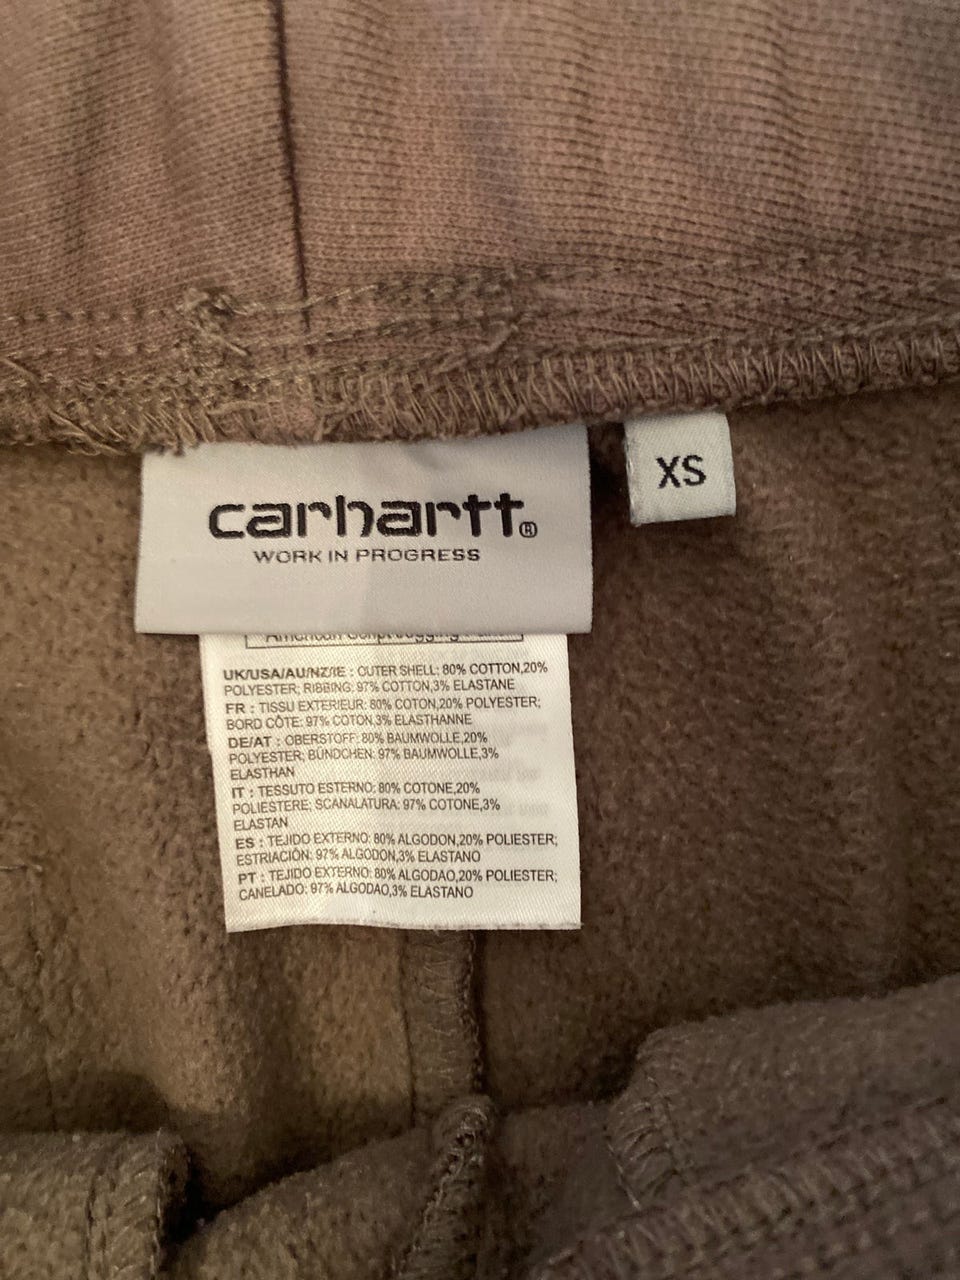 carhartt®
WORK IN PROGRESS
XS
American Script Jogging
UK/USA/AU/NZ/IE : OUTER SHELL: 80% COTTON,20%
POLYESTER; RIBBING: 97% COTTON,3% ELASTANE
FR : TISSU EXTERIEUR: 80% COTON,20% POLYESTER;
BORD CÔTE: 97% COTON,3% ELASTHANNE
DE/AT : OBERSTOFF: 80% BAUMWOLLE,20%
POLYESTER; BÜNDCHEN: 97% BAUMWOLLE,3%
ELASTHAN
IT : TESSUTO ESTERNO: 80% COTONE,20%
POLIESTERE; SCANALATURA: 97% COTONE,3%
ELASTAN
ES : TEJIDO EXTERNO: 80% ALGODON,20% POLIESTER;
ESTRIACIÓN: 97% ALGODON,3% ELASTANO
PT : TEJIDO EXTERNO: 80% ALGODAO,20% POLIESTER;
CANELADO: 97% ALGODAO,3% ELASTANO